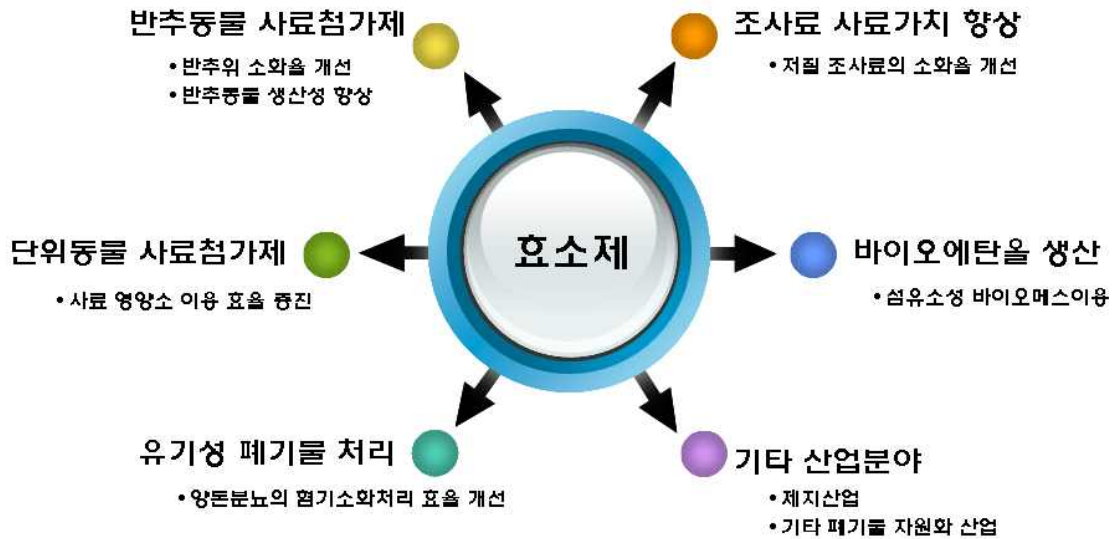 반추동물 사료첨가제
• 반추위 소화율 개선
• 반추동물 생산성 향상
조사료 사료가치 향상
• 저질 조사료의 소화율 개선
단위동물 사료첨가제
• 사료 영양소 이용 효율 증진
효소제
바이오에탄올 생산
• 섬유소성 바이오메스이용
유기성 폐기물 처리
• 양돈분뇨의 혐기소화처리 효율 개선
기타 산업분야
• 제지산업
• 기타 폐기물 자원화 산업